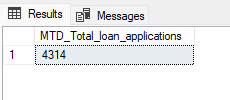 Results Messages
MTD_Total_loan_applications
1 4314